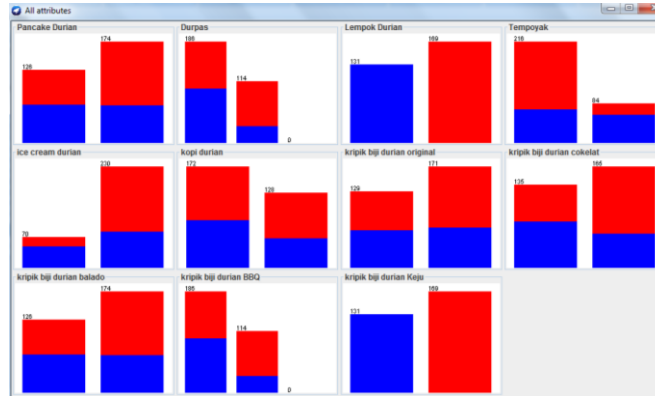 All attributes
Pancake Durian
Durpas
Lempok Durian
Tempoyak
126
174
186
114
0
131
169
216
84
ice cream durian
kopi durian
kripik biji durian original
kripik biji durian cokelat
70
230
172
128
129
171
135
165
kripik biji durian balado
kripik biji durian BBQ
kripik biji durian Keju
126
174
186
114
0
131
169